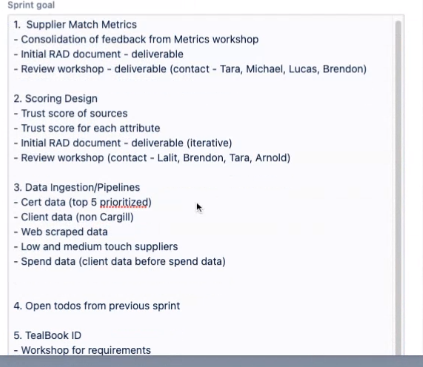 Sprint goal
1. Supplier Match Metrics
- Consolidation of feedback from Metrics workshop
- Initial RAD document - deliverable
- Review workshop - deliverable (contact - Tara, Michael, Lucas, Brendon)
2. Scoring Design
- Trust score of sources
- Trust score for each attribute
- Initial RAD document - deliverable (iterative)
- Review workshop (contact - Lalit, Brendon, Tara, Arnold)
3. Data Ingestion/Pipelines
- Cert data (top 5 prioritized)
- Client data (non Cargill)
- Web scraped data
- Low and medium touch suppliers
- Spend data (client data before spend data)
4. Open todos from previous sprint
5. TealBook ID
- Workshop for requirements